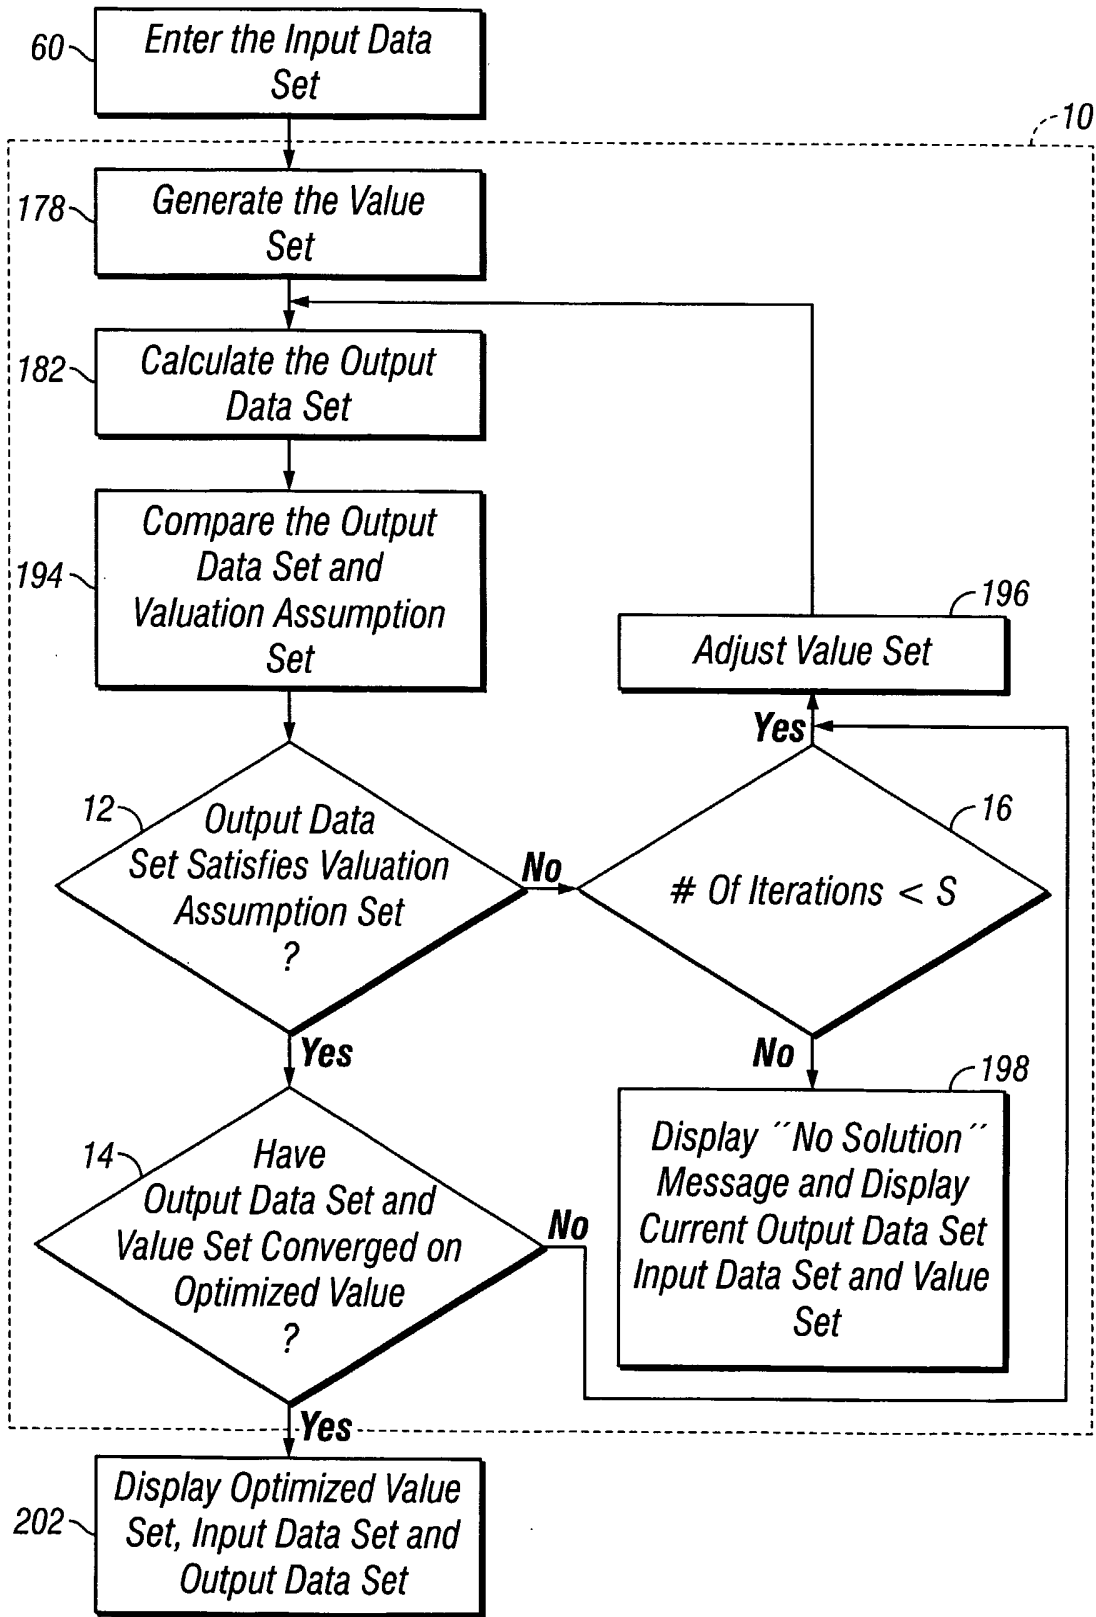 60
Enter the Input Data
Set
10
178
Generate the Value
Set
182
Calculate the Output
Data Set
194
Compare the Output
Data Set and
Valuation Assumption
Set
196
Adjust Value Set
Yes
12
Output Data
Set Satisfies Valuation
Assumption Set
?
No
16
# Of Iterations < S
Yes
No
14
Have
Output Data Set and
Value Set Converged on
Optimized Value
?
No
198
Display ˝No Solution˝
Message and Display
Current Output Data Set
Input Data Set and Value
Set
Yes
202
Display Optimized Value
Set, Input Data Set and
Output Data Set